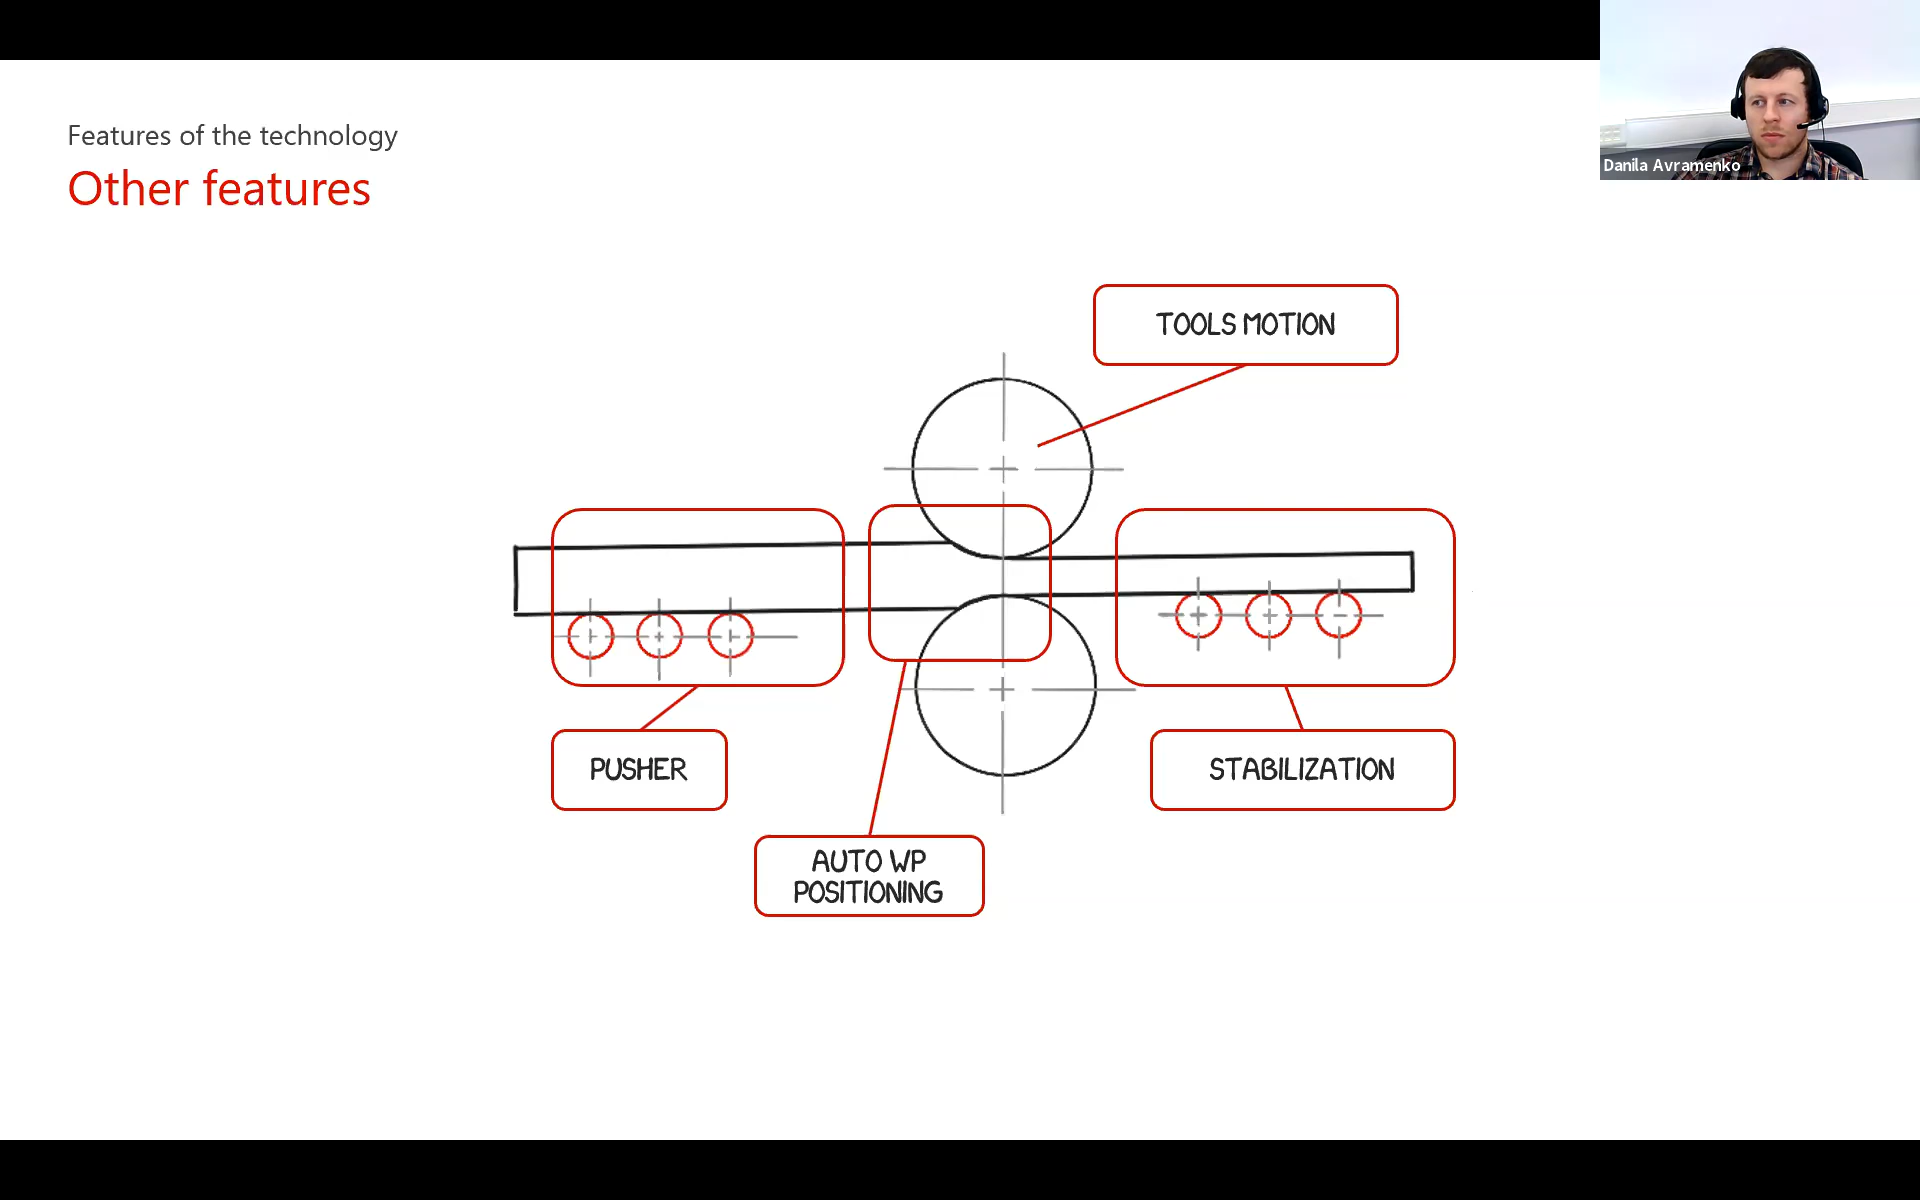 Features of the technology
Other features
Danila Avramenko
TOOLS MOTION
PUSHER
STABILIZATION
AUTO WP
POSITIONING